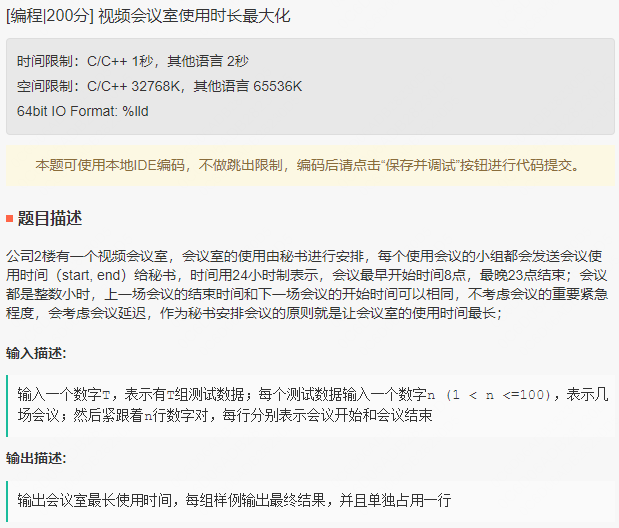 [编程|200分] 视频会议室使用时长最大化
时间限制：C/C++ 1秒，其他语言 2秒
空间限制：C/C++ 32768K，其他语言 65536K
64bit IO Format: %lld
本题可使用本地IDE编码，不做跳出限制，编码后请点击“保存并调试”按钮进行代码提交。
题目描述
公司2楼有一个视频会议室，会议室的使用由秘书进行安排，每个使用会议的小组都会发送会议使
用时间（start, end）给秘书，时间用24小时制表示，会议最早开始时间8点，最晚23点结束；会议
都是整数小时，上一场会议的结束时间和下一场会议的开始时间可以相同，不考虑会议的重要紧急
程度，会考虑会议延迟，作为秘书安排会议的原则就是让会议室的使用时间最长；
输入描述:
输入一个数字T，表示有T组测试数据；每个测试数据输入一个数字n (1 < n <=100)，表示几
场会议；然后紧跟着n行数字对，每行分别表示会议开始和会议结束
输出描述:
输出会议室最长使用时间，每组样例输出最终结果，并且单独占用一行